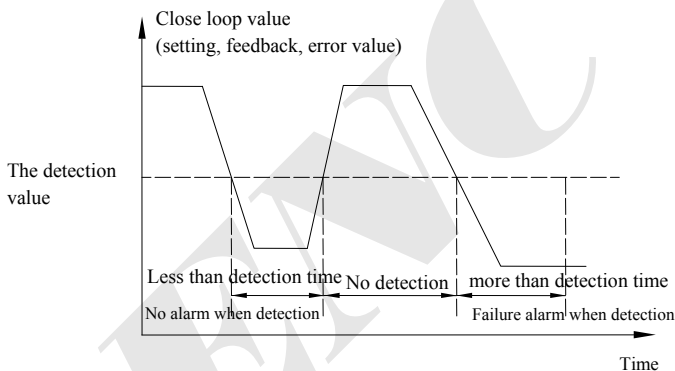 Close loop value
(setting, feedback, error value)
The detection
value
Less than detection time
No detection
more than detection time
No alarm when detection
Failure alarm when detection
Time
ENC